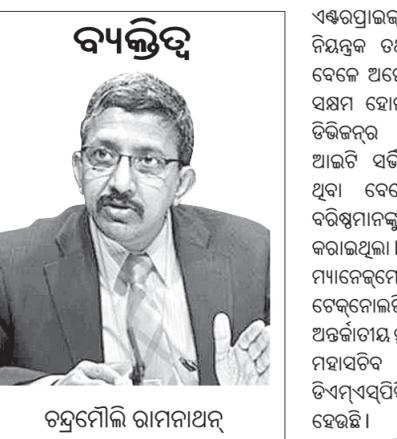 ବ୍ୟକ୍ତିତ୍ୱ
ଚନ୍ଦ୍ରମୌଲି ରାମନାଥନ୍
ଏଣ୍ଟରପ୍ରାଇଜ୍
ନିୟନ୍ତ୍ରକ
ବେଳେ
ସକ୍ଷମ
ଡିଭିଜନ୍‌ର
ଆଇଟି
ଥିବା
ବରିଷ୍ଠମାନଙ୍କୁ
କରାଇଥିଲା ।
ମ୍ୟାନେଜ୍‌ମେ
ଟେକ୍ନୋଲଜି
ଅନ୍ତର୍ଜାତୀୟ
ମହାସଚିବ
ଡିଏମ୍‌ଏସ୍‌ପି
ହେଉଛି ।